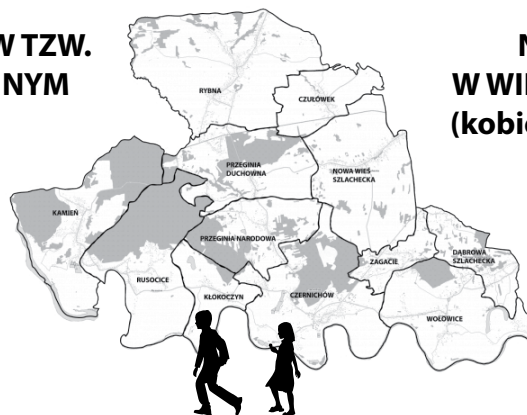 W TZW.
NYM
N
W WI
(kobi
RYBNA
CZUŁÓWEK
PRZEGINIA
DUCHOWNA
NOWA WIEŚ
SZLACHECKA
KAMIEŃ
PRZEGINIA NARODOWA
ZAGACIE
DĄBROWA
SZLACHECKA
RUSOCICE
KŁOKOCZYN
CZERNICHÓW
WOŁOWICE